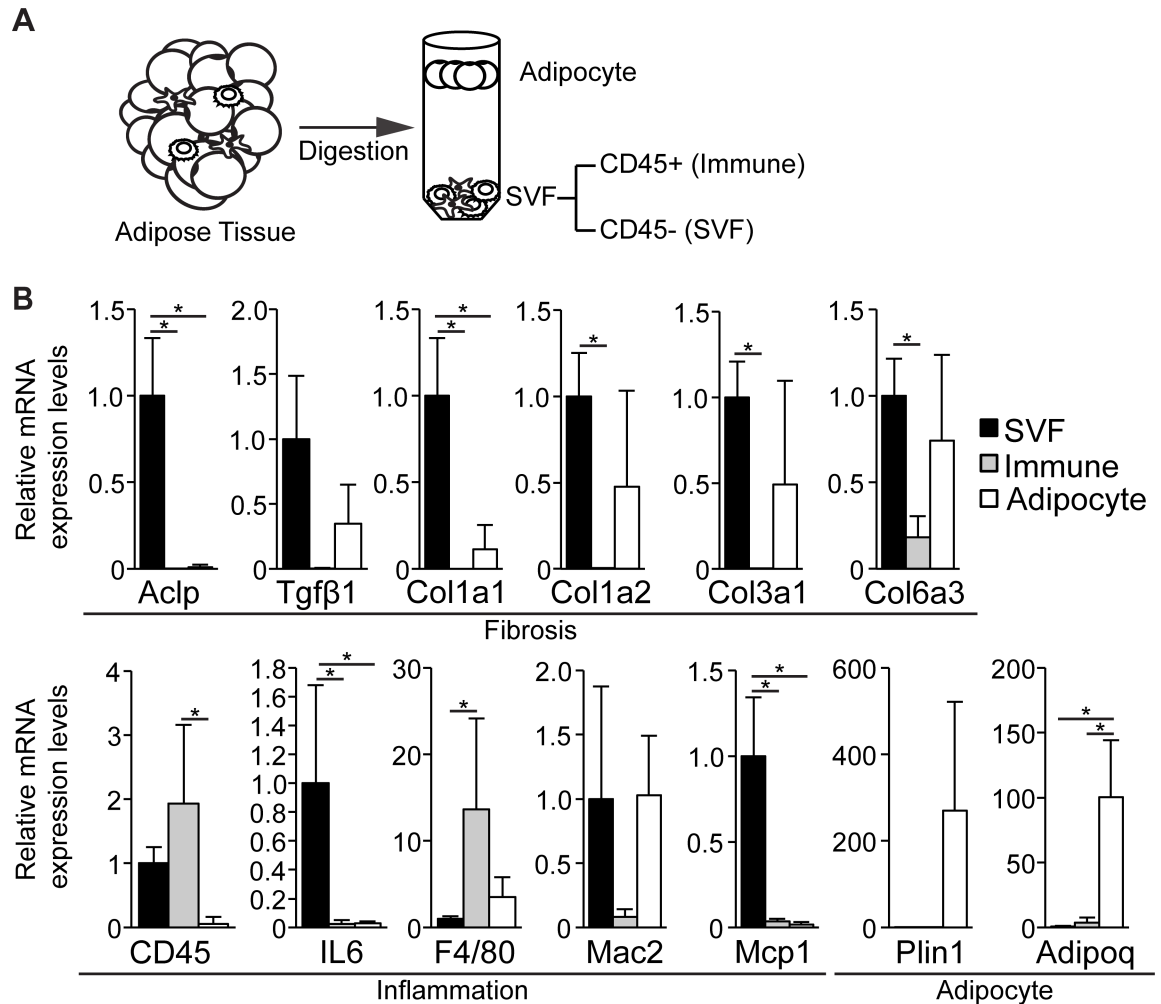 A
Adipose Tissue
Digestion
Adipocyte
SVF
CD45+ (Immune)
CD45- (SVF)
B
Relative mRNA
expression levels
1.5
1.0
0.5
0
* *
Aclp
2.0
1.5
1.0
0.5
0
Tgfβ1
1.5
1.0
0.5
0
* *
Col1a1
1.5
1.0
0.5
0
*
Col1a2
1.5
1.0
0.5
0
*
Col3a1
1.5
1.0
0.5
0
*
Col6a3
SVF
Immune
Adipocyte
Fibrosis
Relative mRNA
expression levels
4
3
2
1
0
*
CD45
1.8
1.6
1.4
1.2
1.0
0.8
0.6
0.4
0.2
0
* *
IL6
30
20
10
0
*
F4/80
2.0
1.5
1.0
0.5
0
Mac2
1.5
1.0
0.5
0
* *
Mcp1
600
400
200
0
Plin1
200
150
100
50
0
* *
Adipoq
Inflammation
Adipocyte